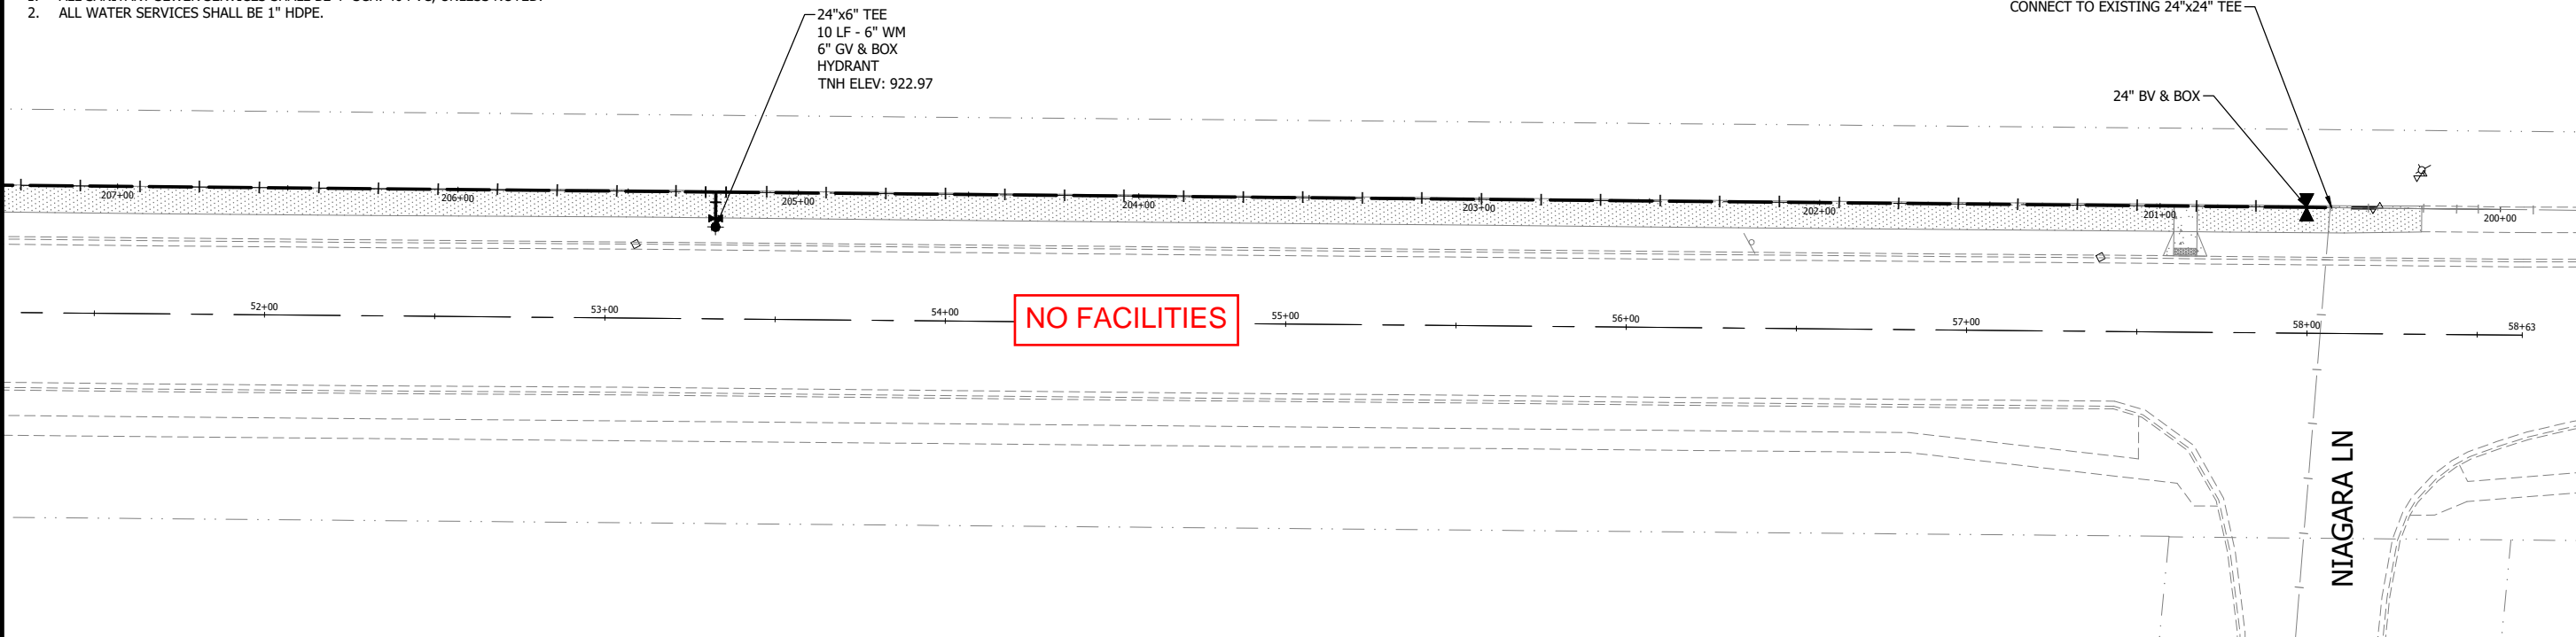 2. ALL WATER SERVICES SHALL BE 1" HDPE.
24"x6" TEE
10 LF - 6" WM
6" GV & BOX
HYDRANT
TNH ELEV: 922.97
CONNECT TO EXISTING 24"x24" TEE
24" BV & BOX
207+00
206+00
205+00
204+00
203+00
202+00
201+00
200+00
52+00
53+00
54+00
NO FACILITIES
55+00
56+00
57+00
58+00
58+63
NIAGARA LN